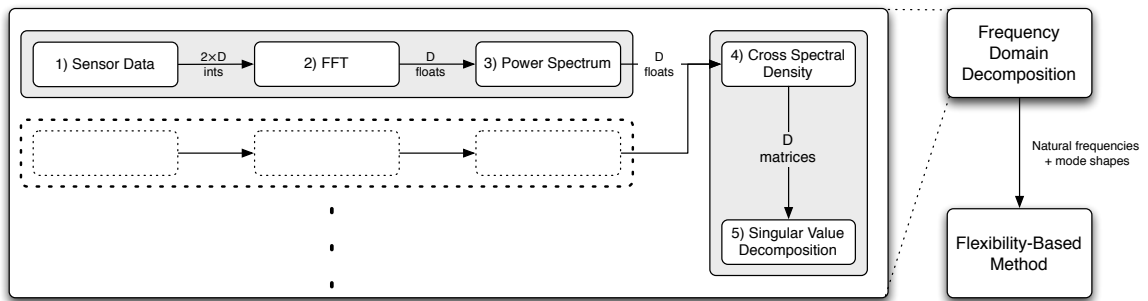 1) Sensor Data
2×D
ints
2) FFT
D
floats
3) Power Spectrum
D
floats
4) Cross Spectral
Density
D
matrices
5) Singular Value
Decomposition
Frequency
Domain
Decomposition
Natural frequencies
+ mode shapes
Flexibility-Based
Method